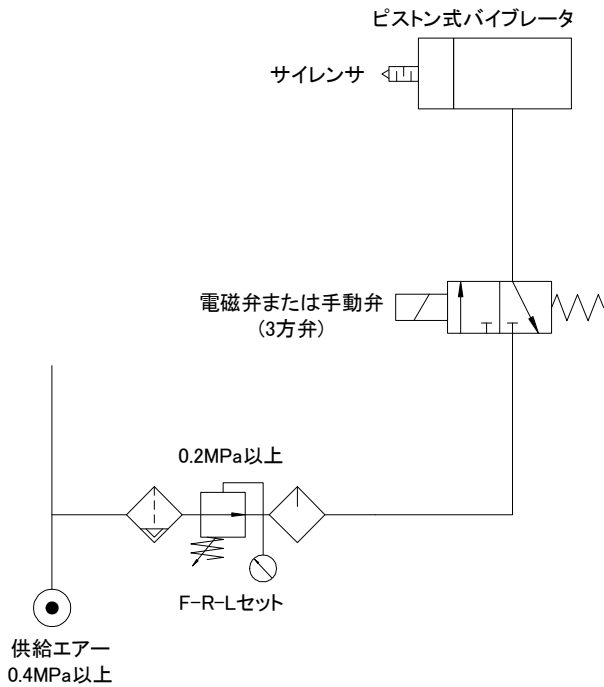 ピストン式バイブレータ
サイレンサ
電磁弁または手動弁
(3方弁)
0.2MPa以上
F-R-Lセット
供給エアー
0.4MPa以上